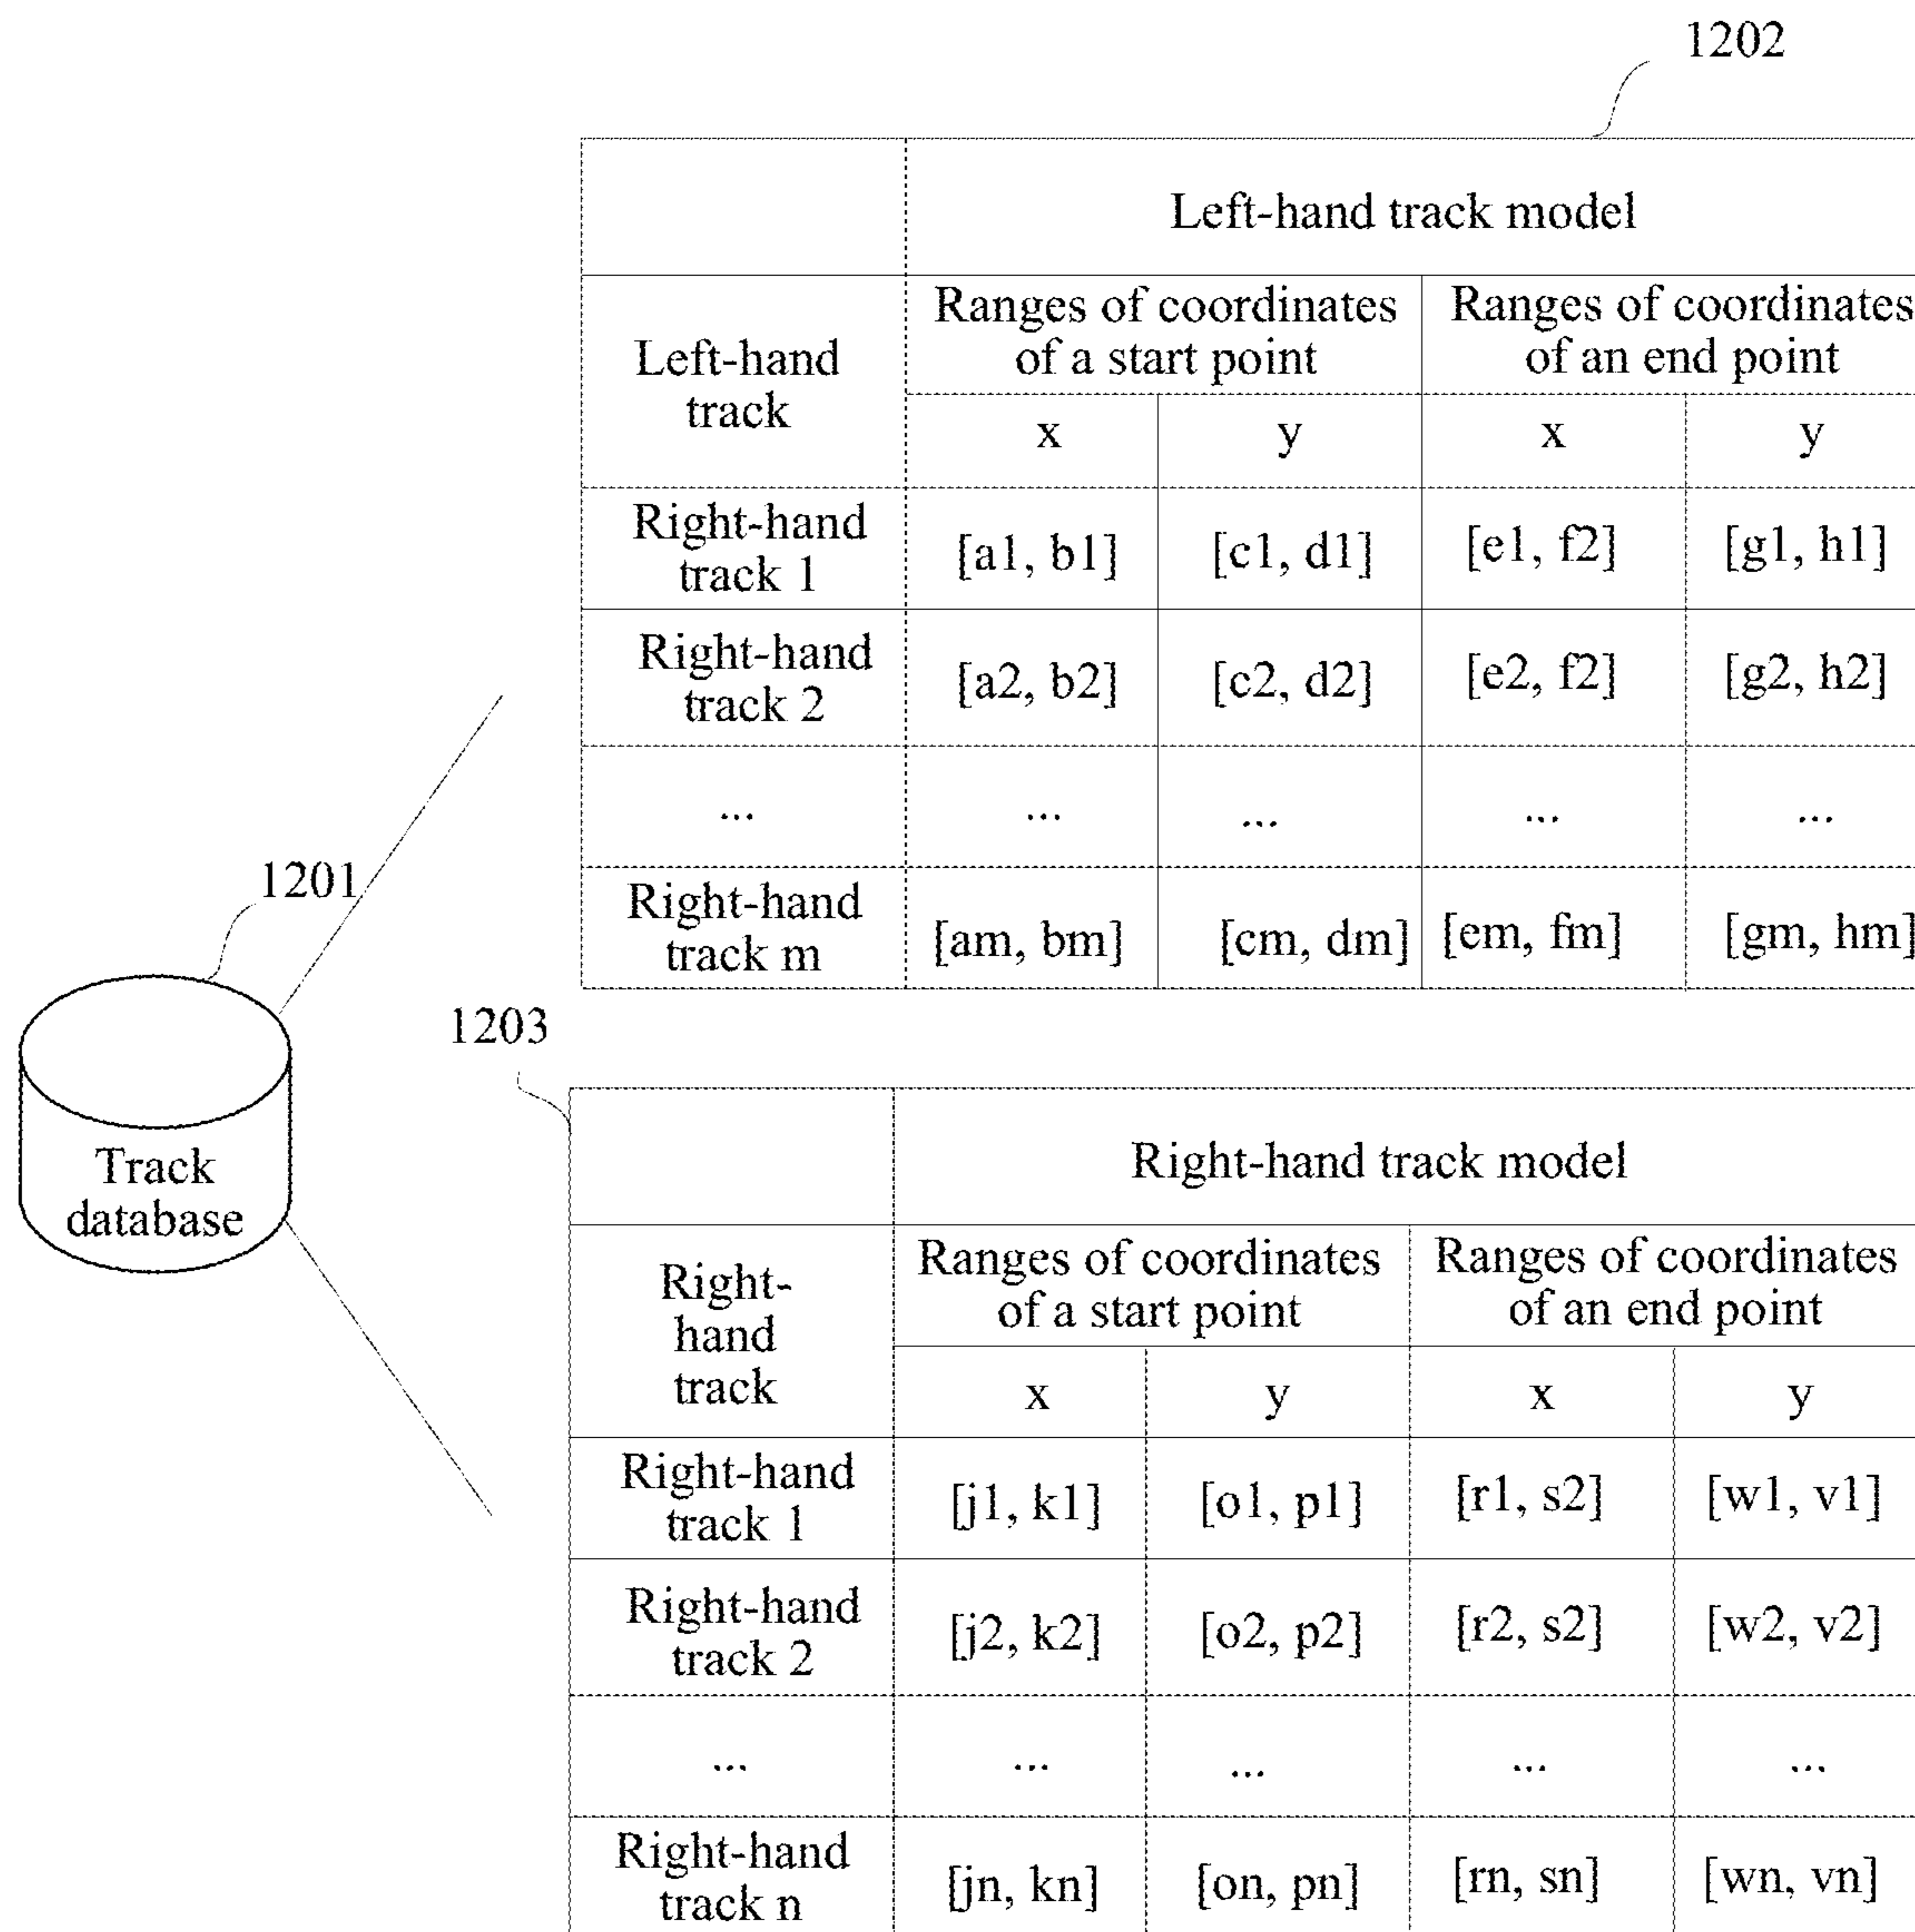 1202
Left-hand track model
Left-hand
track
Ranges of coordinates
of a start point
Ranges of coordinates
of an end point
x
y
x
y
Right-hand
track 1
[a1, b1]
[c1, d1]
[e1, f2]
[g1, h1]
Right-hand
track 2
[a2, b2]
[c2, d2]
[e2, f2]
[g2, h2]
...
...
...
...
...
Right-hand
track m
[am, bm]
[cm, dm]
[em, fm]
[gm, hm]
1201
Track
database
1203
Right-hand track model
Right-
hand
track
Ranges of coordinates
of a start point
Ranges of coordinates
of an end point
x
y
x
y
Right-hand
track 1
[j1, k1]
[o1, p1]
[r1, s2]
[w1, v1]
Right-hand
track 2
[j2, k2]
[o2, p2]
[r2, s2]
[w2, v2]
...
...
...
...
...
Right-hand
track n
[jn, kn]
[on, pn]
[rn, sn]
[wn, vn]